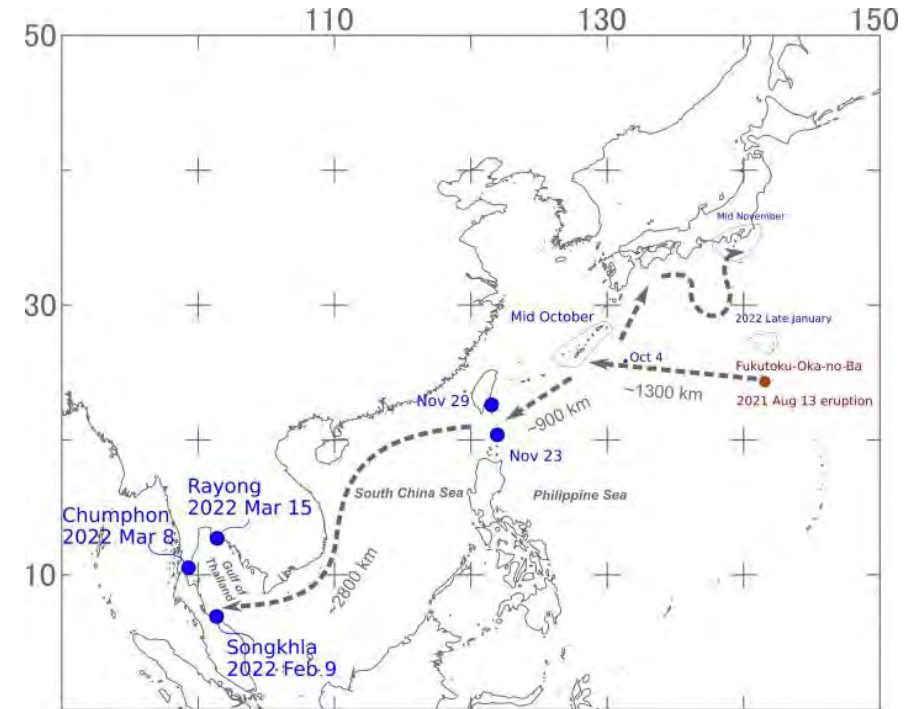 110
130
150
50
Mid November
30
Mid October
2022 Late january
Oct 4
Fukutoku-Oka-no-Ba
~1300 km
2021 Aug 13 eruption
Nov 29
~900 km
Nov 23
Rayong
2022 Mar 15
South China Sea
Philippine Sea
Chumphon
2022 Mar 8
Gulf of
Thailand
10
~2800 km
Songkhla
2022 Feb 9